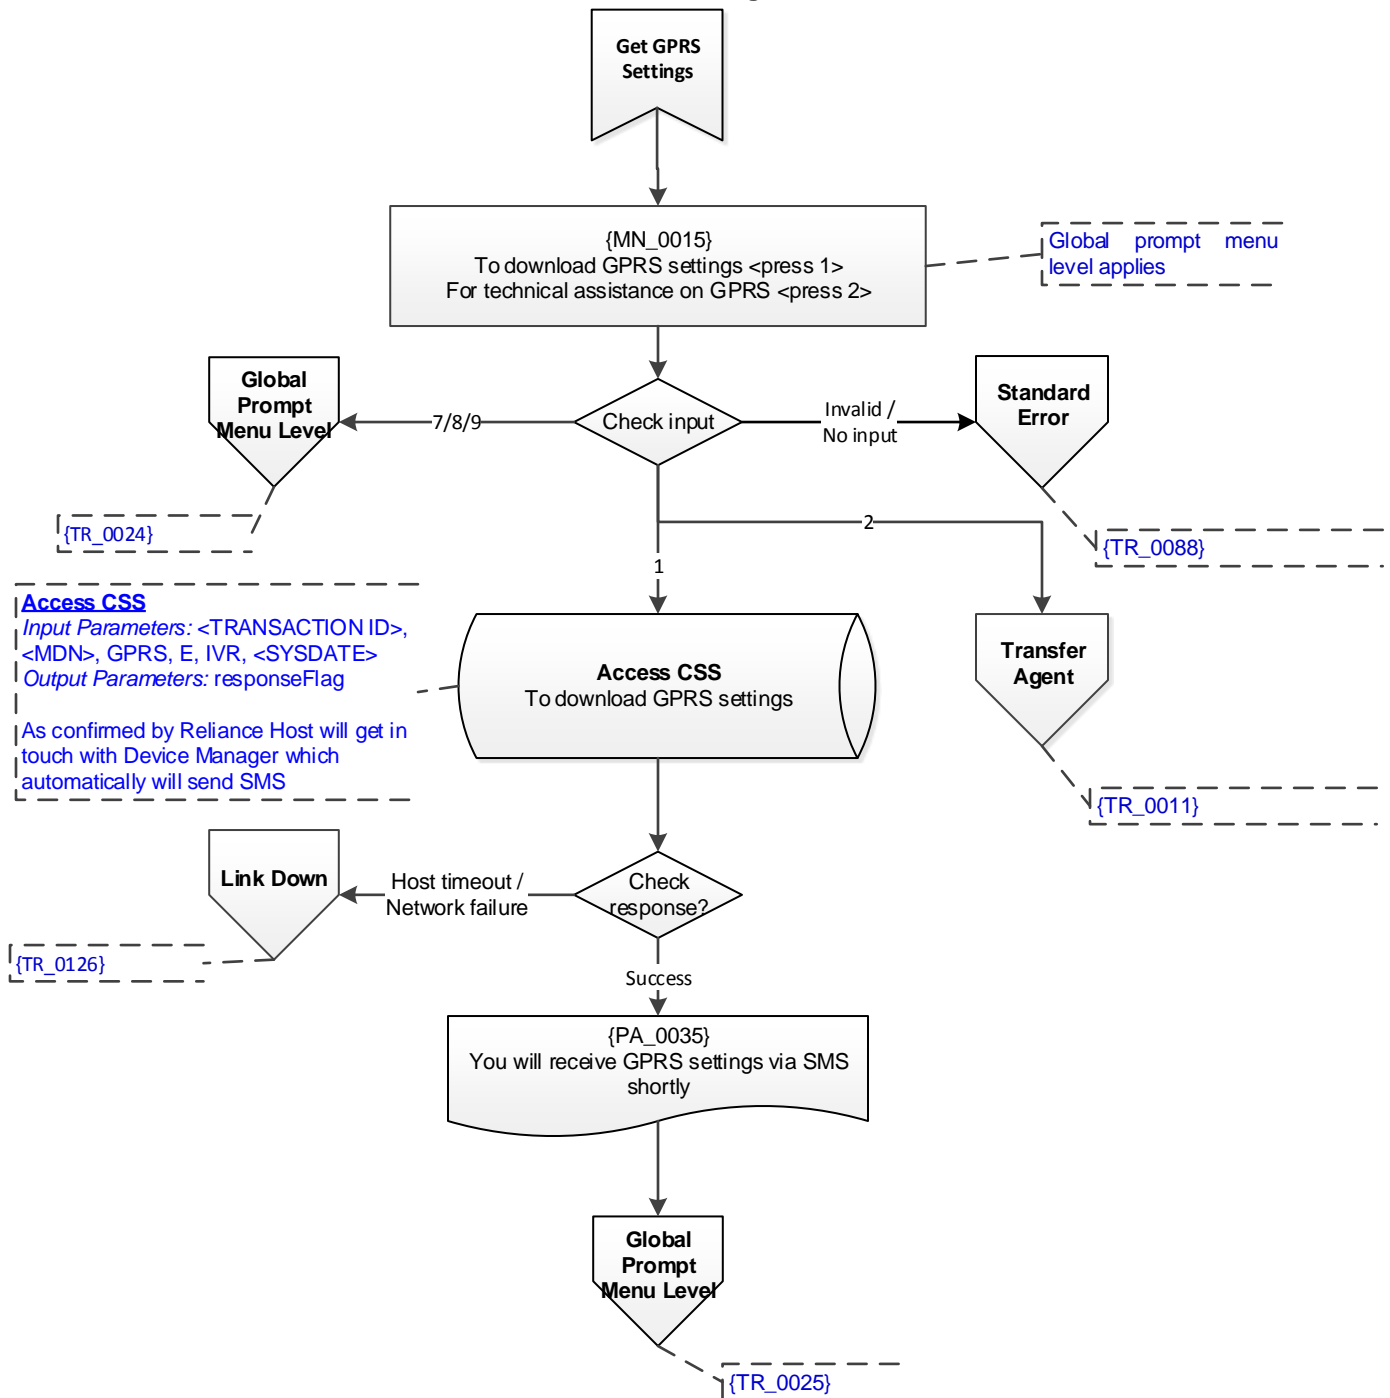 Get GPRS
Settings
{MN_0015}
To download GPRS settings <press 1>
For technical assistance on GPRS <press 2>
Global prompt menu
level applies
Global
Prompt
Menu Level
7/8/9
Check input
Invalid /
No input
Standard
Error
{TR_0024}
2
{TR_0088}
1
Access CSS
Input Parameters: <TRANSACTION ID>,
<MDN>, GPRS, E, IVR, <SYSDATE>
Output Parameters: responseFlag
As confirmed by Reliance Host will get in
touch with Device Manager which
automatically will send SMS
Access CSS
To download GPRS settings
Transfer
Agent
{TR_0011}
Link Down
Host timeout /
Network failure
Check
response?
{TR_0126}
Success
{PA_0035}
You will receive GPRS settings via SMS
shortly
Global
Prompt
Menu Level
{TR_0025}